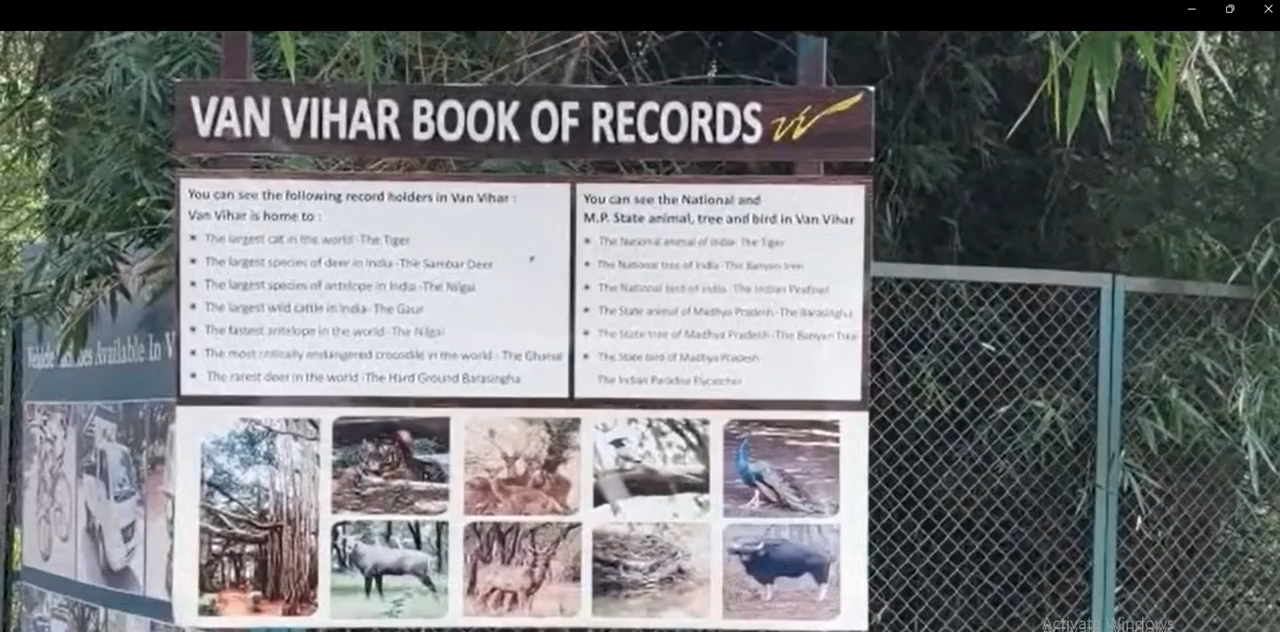 VAN VIHAR BOOK OF RECORDS
You can see the following record holders in Van Vihar :
Van Vihar is home to :
* The largest cat in the world -The Tiger
* The largest species of deer in India -The Sambar Deer
* The largest species of antelope in India -The Nilgai
* The largest wild cattle in India- The Gaur
* The fastest antelope in the world -The Nilgai
* The most critically endangered crocodile in the world - The Gharial
* The rarest deer in the world -The Hard Ground Barasingha
You can see the National and
M.P. State animal, tree and bird in Van Vihar
* The National animal of India- The Tiger
* The National tree of India -The Banyan tree
* The National bird of India -The Indian Peafowl
* The State animal of Madhya Pradesh -The Barasingha
* The State tree of Madhya Pradesh -The Banyan Tree
* The State bird of Madhya Pradesh-
The Indian Paradise Flycatcher
Available In V
Activate Windows